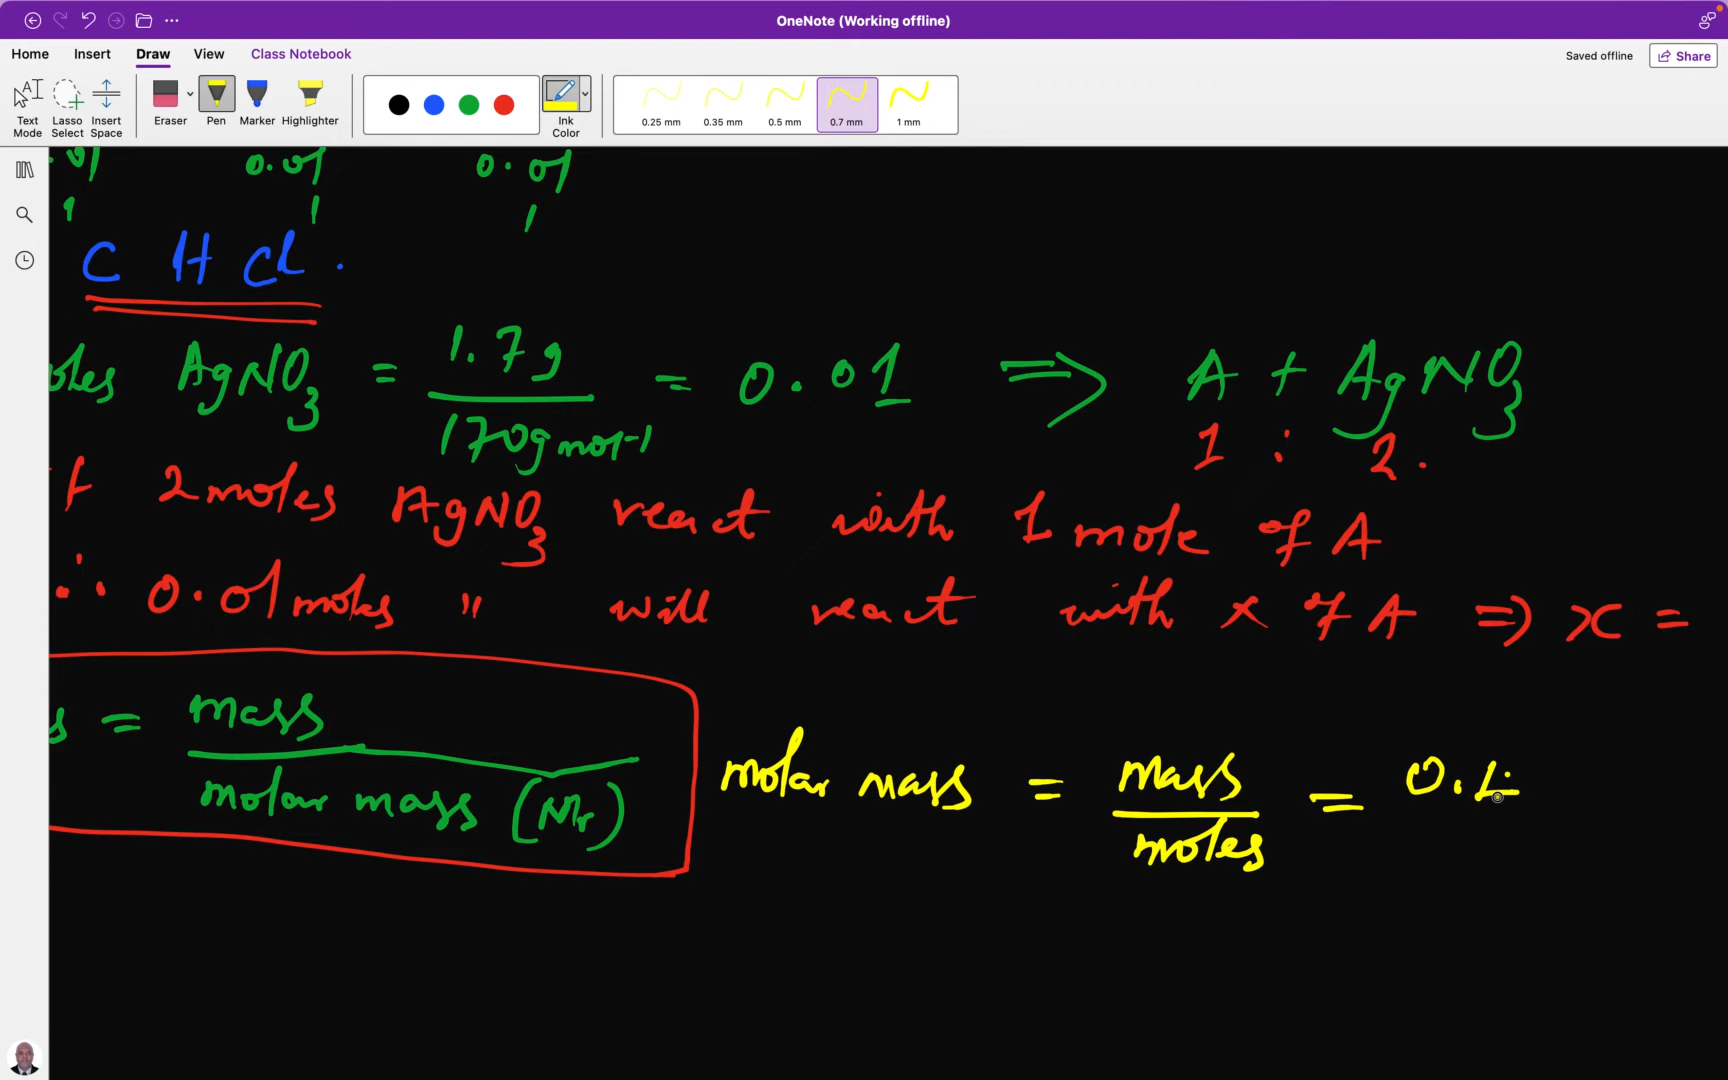 OneNote (Working offline)
Home Insert Draw View Class Notebook Saved offline Share
Text Mode Lasso Select Insert Space Eraser Pen Marker Highlighter Ink Color 0.25 mm 0.35 mm 0.5 mm 0.7 mm 1 mm
0.01 0.01
1 1 1
C H Cl.
AgNO3 = 1.7g / 170g mol-1 = 0.01 ⇒ A + AgNO3
1 : 2.
2 moles AgNO3 react with 1 mole of A
∴ 0.01 moles " will react with x of A ⇒ x =
s = mass / molar mass (Mr)
molar mass = mass / moles = 0.